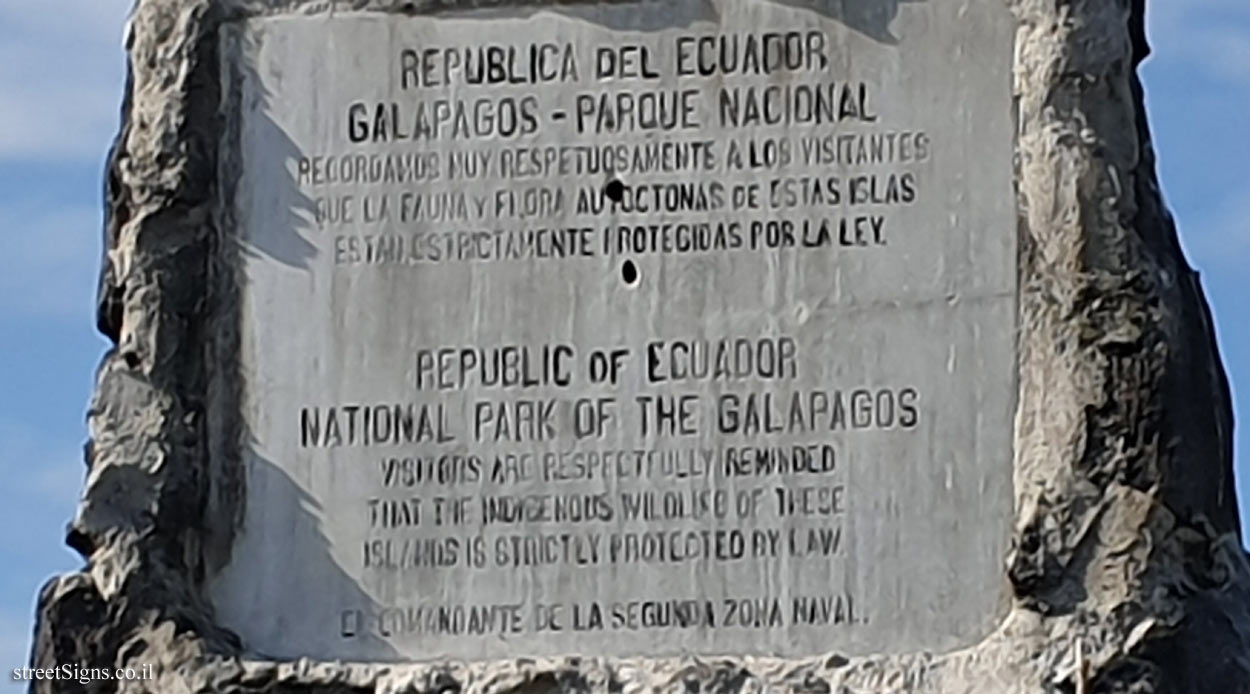 REPUBLICA DEL ECUADOR
GALAPAGOS - PARQUE NACIONAL
RECORDAMOS MUY RESPETUOSAMENTE A LOS VISITANTES
QUE LA FAUNA Y FLORA AUTOCTONAS DE ESTAS ISLAS
ESTAN ESTRICTAMENTE PROTEGIDAS POR LA LEY.
REPUBLIC OF ECUADOR
NATIONAL PARK OF THE GALAPAGOS
VISITORS ARE RESPECTFULLY REMINDED
THAT THE INDIGENOUS WILDLIFE OF THESE
ISLANDS IS STRICTLY PROTECTED BY LAW.
EL COMANDANTE DE LA SEGUNDA ZONA NAVAL.
streetSigns.co.il